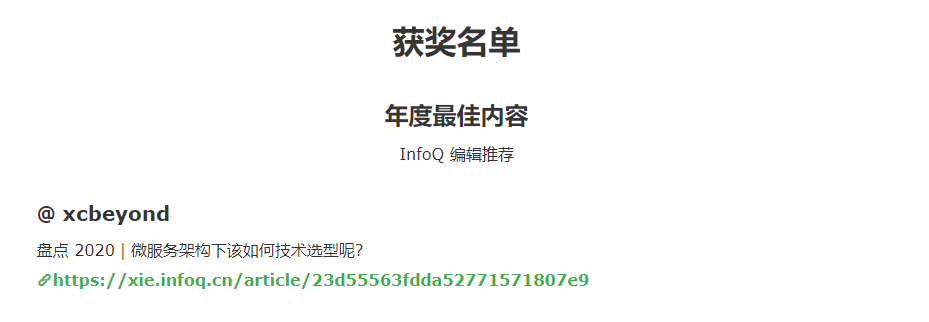 获奖名单
年度最佳内容
InfoQ 编辑推荐
@ xcbeyond
盘点 2020 | 微服务架构下该如何技术选型呢?
https://xie.infoq.cn/article/23d55563fdda52771571807e9